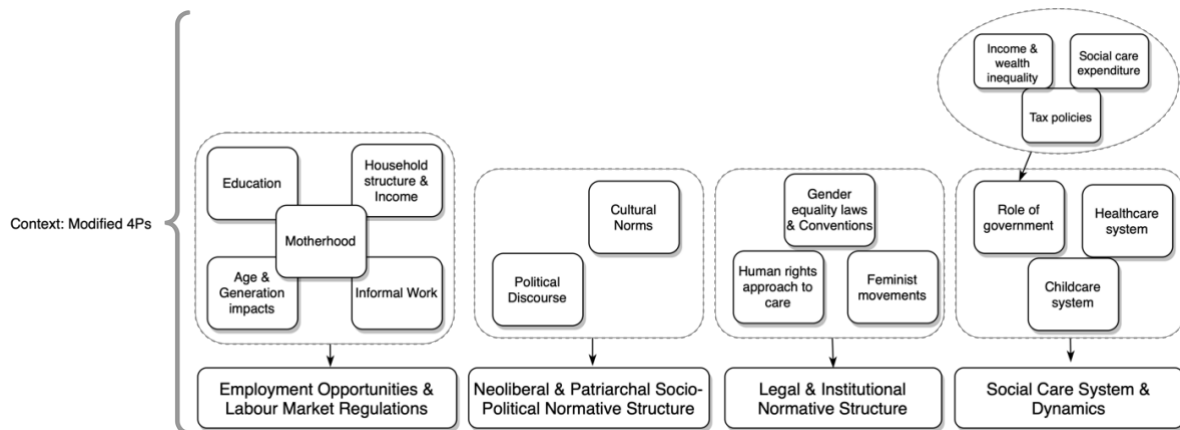 Income &
wealth
inequality
Social care
expenditure
Tax policies
Context: Modified 4Ps
Education
Household
structure &
Income
Motherhood
Age &
Generation
impacts
Informal Work
Cultural
Norms
Political
Discourse
Gender
equality laws
& Conventions
Human rights
approach to
care
Feminist
movements
Role of
government
Healthcare
system
Childcare
system
Employment Opportunities &
Labour Market Regulations
Neoliberal & Patriarchal Socio-
Political Normative Structure
Legal & Institutional
Normative Structure
Social Care System &
Dynamics